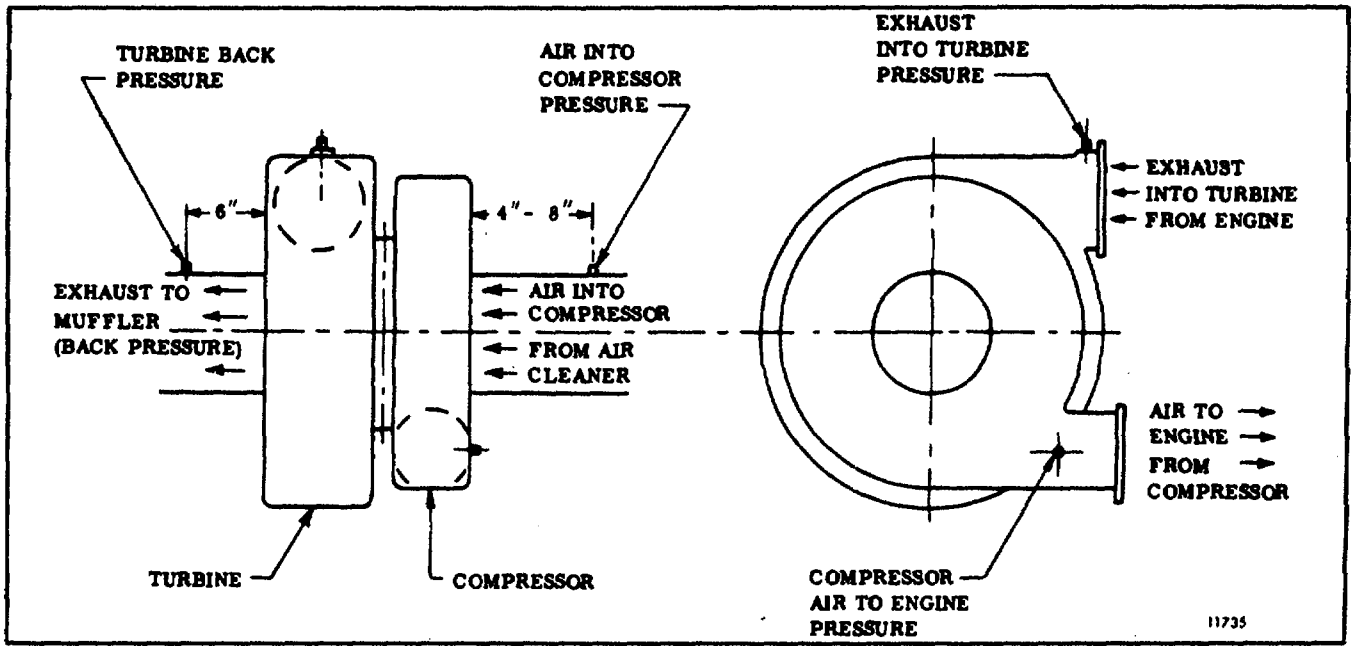 TURBINE BACK
PRESSURE
AIR INTO
COMPRESSOR
PRESSURE
EXHAUST
INTO TURBINE
PRESSURE
6"
4" - 8"
EXHAUST
INTO TURBINE
FROM ENGINE
EXHAUST TO
MUFFLER
(BACK PRESSURE)
AIR INTO
COMPRESSOR
FROM AIR
CLEANER
AIR TO
ENGINE
FROM
COMPRESSOR
TURBINE
COMPRESSOR
COMPRESSOR
AIR TO ENGINE
PRESSURE
11735